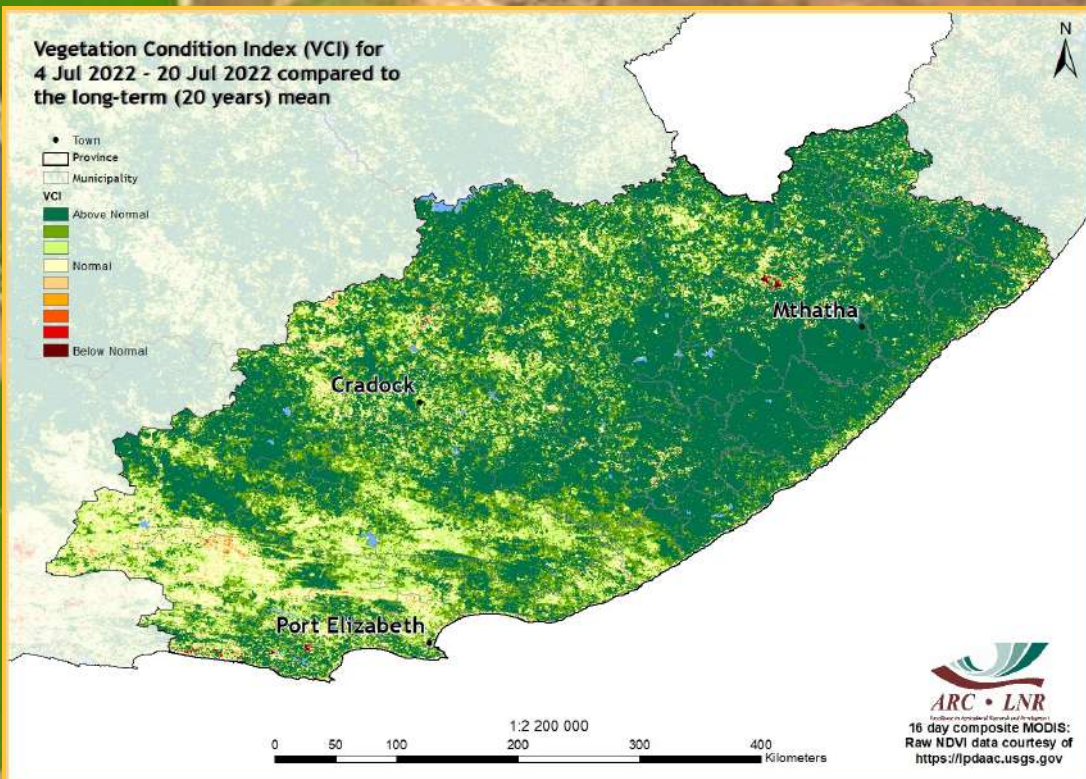 Vegetation Condition Index (VCI) for
4 Jul 2022 - 20 Jul 2022 compared to
the long-term (20 years) mean
N
Town
Province
Municipality
VCI
Above Normal
Normal
Below Normal
Mthatha
Cradock
Port Elizabeth
ARC • LNR
1:2 200 000
0 50 100 200 300 400
Kilometers
16 day composite MODIS:
Raw NDVI data courtesy of
https://lpdaac.usgs.gov